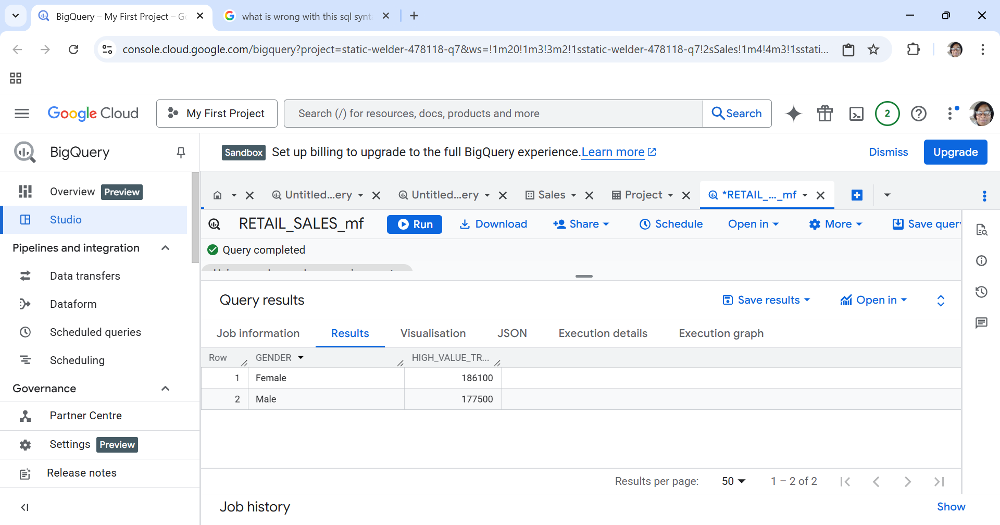 BigQuery – My First Project – Go
what is wrong with this sql synt
console.cloud.google.com/bigquery?project=static-welder-478118-q7&ws=!1m20!1m3!3m2!1sstatic-welder-478118-q7!2sSales!1m4!4m3!1sstati...
Google Cloud
My First Project
Search (/) for resources, docs, products and more
Search
2
BigQuery
Sandbox Set up billing to upgrade to the full BigQuery experience. Learn more
Dismiss
Upgrade
Overview Preview
Studio
Pipelines and integration
Data transfers
Dataform
Scheduled queries
Scheduling
Governance
Partner Centre
Settings Preview
Release notes
Untitled...ery
Untitled...ery
Sales
Project
*RETAIL_..._mf
RETAIL_SALES_mf
Run
Download
Share
Schedule
Open in
More
Save quer
Query completed
Query results
Save results
Open in
Job information
Results
Visualisation
JSON
Execution details
Execution graph
Row GENDER HIGH_VALUE_TR...
1 Female 186100
2 Male 177500
Results per page: 50 1 – 2 of 2
Job history
Show